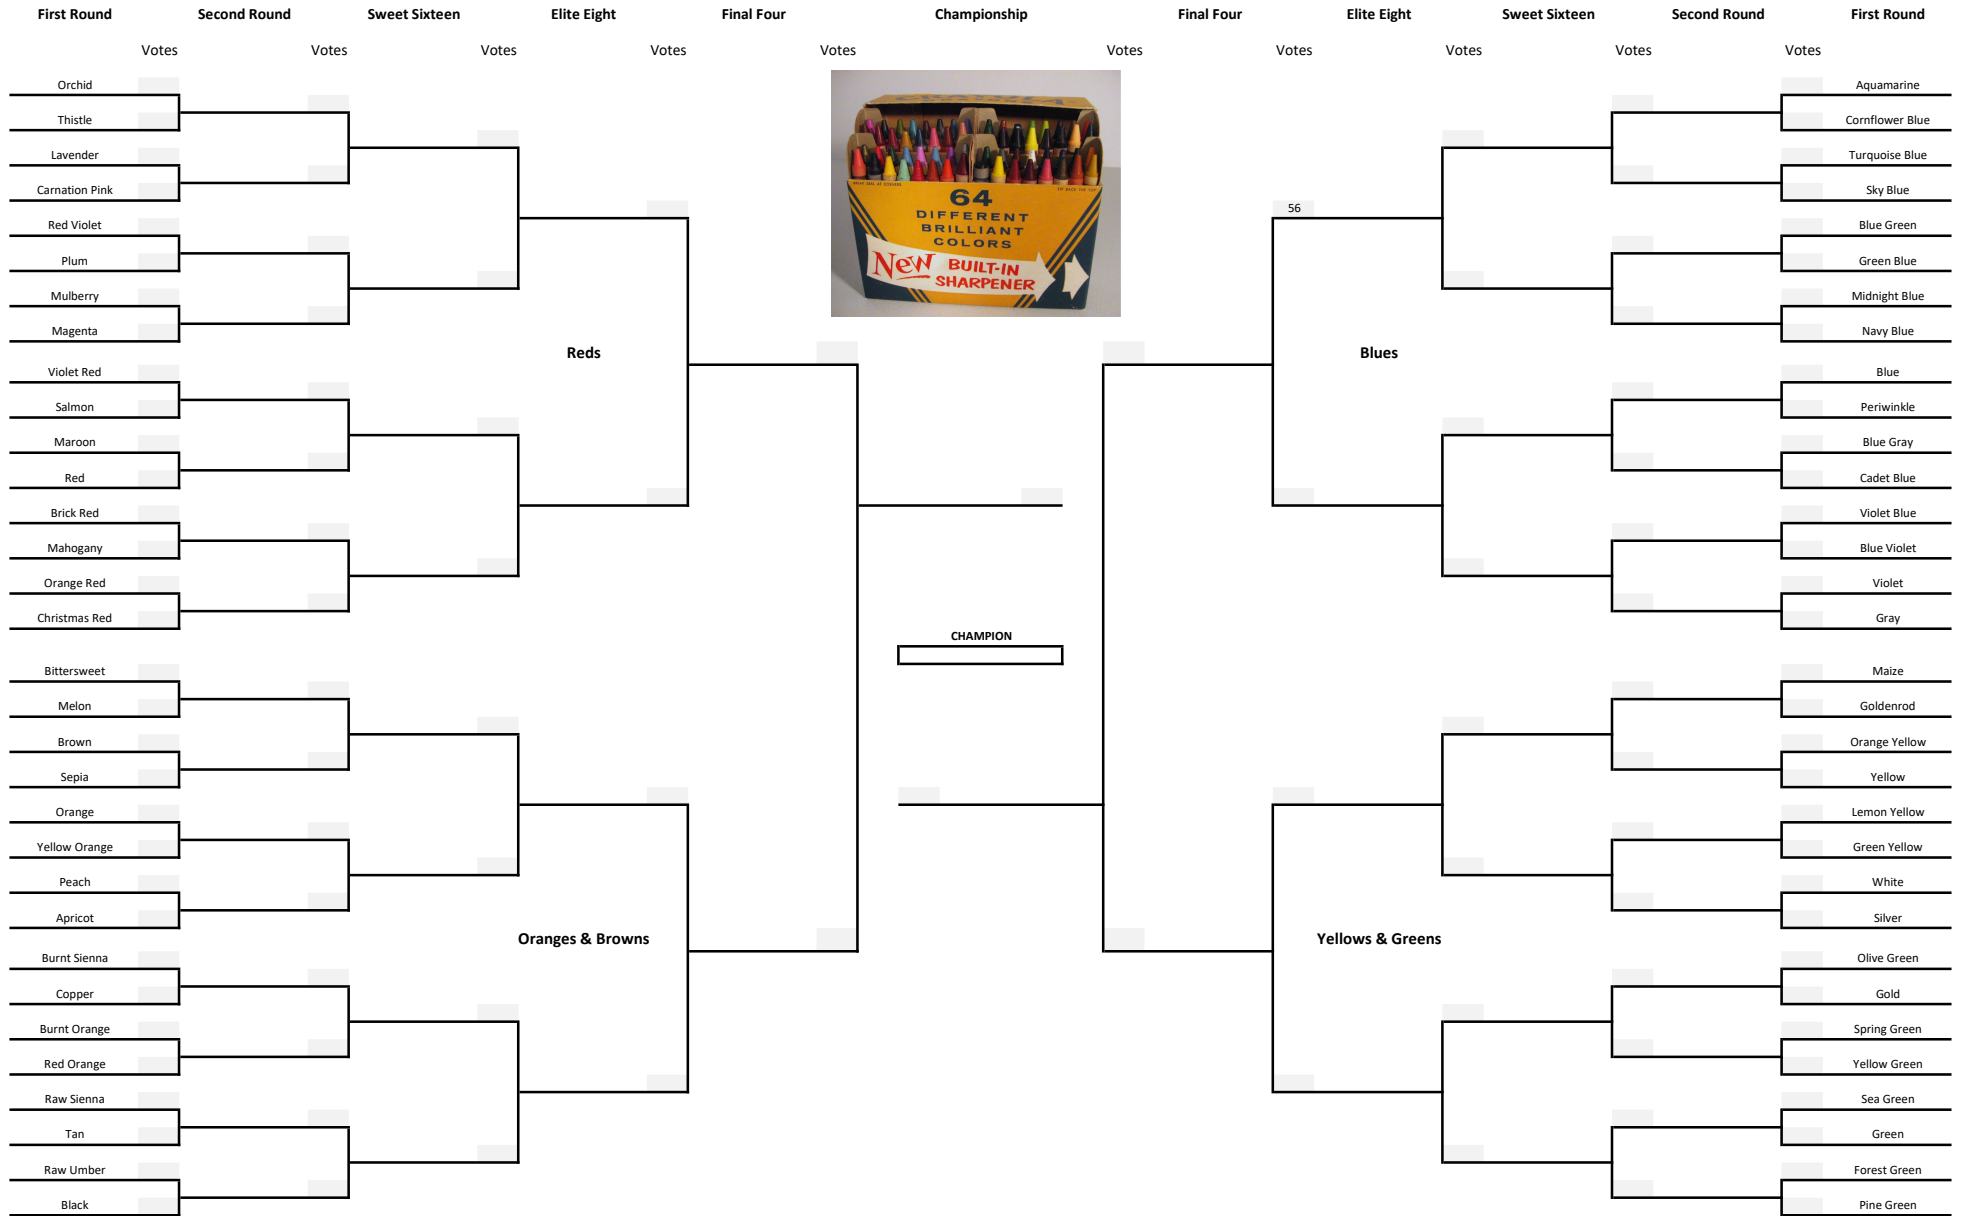 First Round Second Round Sweet Sixteen Elite Eight Final Four Championship Final Four Elite Eight Sweet Sixteen Second Round First Round
Votes Votes Votes Votes Votes Votes Votes Votes Votes Votes
Orchid Aquamarine
Thistle Cornflower Blue
Lavender Turquoise Blue
Carnation Pink Sky Blue
64
56
DIFFERENT
Red Violet Blue Green
BRILLIANT
COLORS
Plum Green Blue
New BUILT-IN
SHARPENER
Mulberry Midnight Blue
Magenta Navy Blue
Reds Blues
Violet Red Blue
Salmon Periwinkle
Maroon Blue Gray
Red Cadet Blue
Brick Red Violet Blue
Mahogany Blue Violet
Orange Red Violet
Christmas Red Gray
CHAMPION
Bittersweet Maize
Melon Goldenrod
Brown Orange Yellow
Sepia Yellow
Orange Lemon Yellow
Yellow Orange Green Yellow
Peach White
Apricot Silver
Oranges & Browns Yellows & Greens
Burnt Sienna Olive Green
Copper Gold
Burnt Orange Spring Green
Red Orange Yellow Green
Raw Sienna Sea Green
Tan Green
Raw Umber Forest Green
Black Pine Green